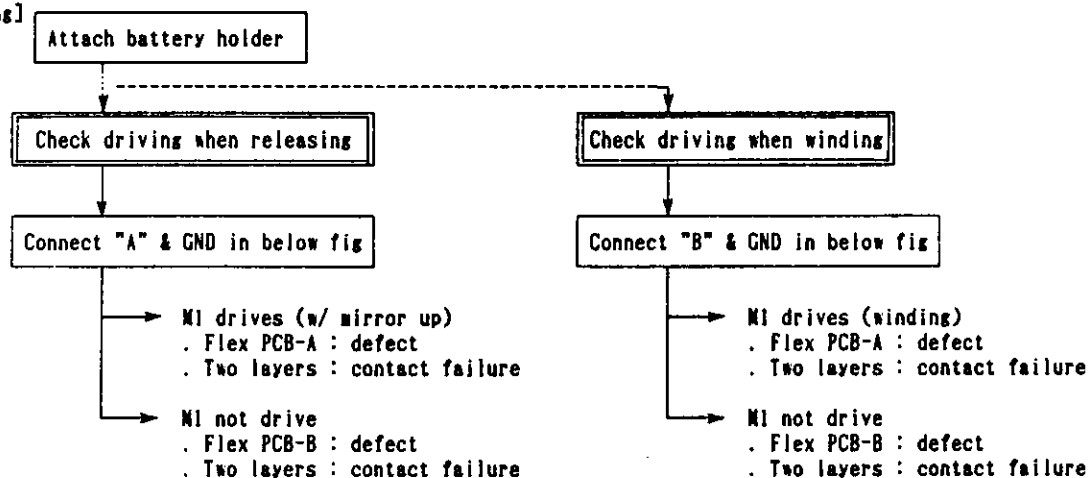 g]
Attach battery holder
Check driving when releasing
Check driving when winding
Connect "A" & GND in below fig
Connect "B" & GND in below fig
M1 drives (w/ mirror up)
. Flex PCB-A : defect
. Two layers : contact failure
M1 not drive
. Flex PCB-B : defect
. Two layers : contact failure
M1 drives (winding)
. Flex PCB-A : defect
. Two layers : contact failure
M1 not drive
. Flex PCB-B : defect
. Two layers : contact failure